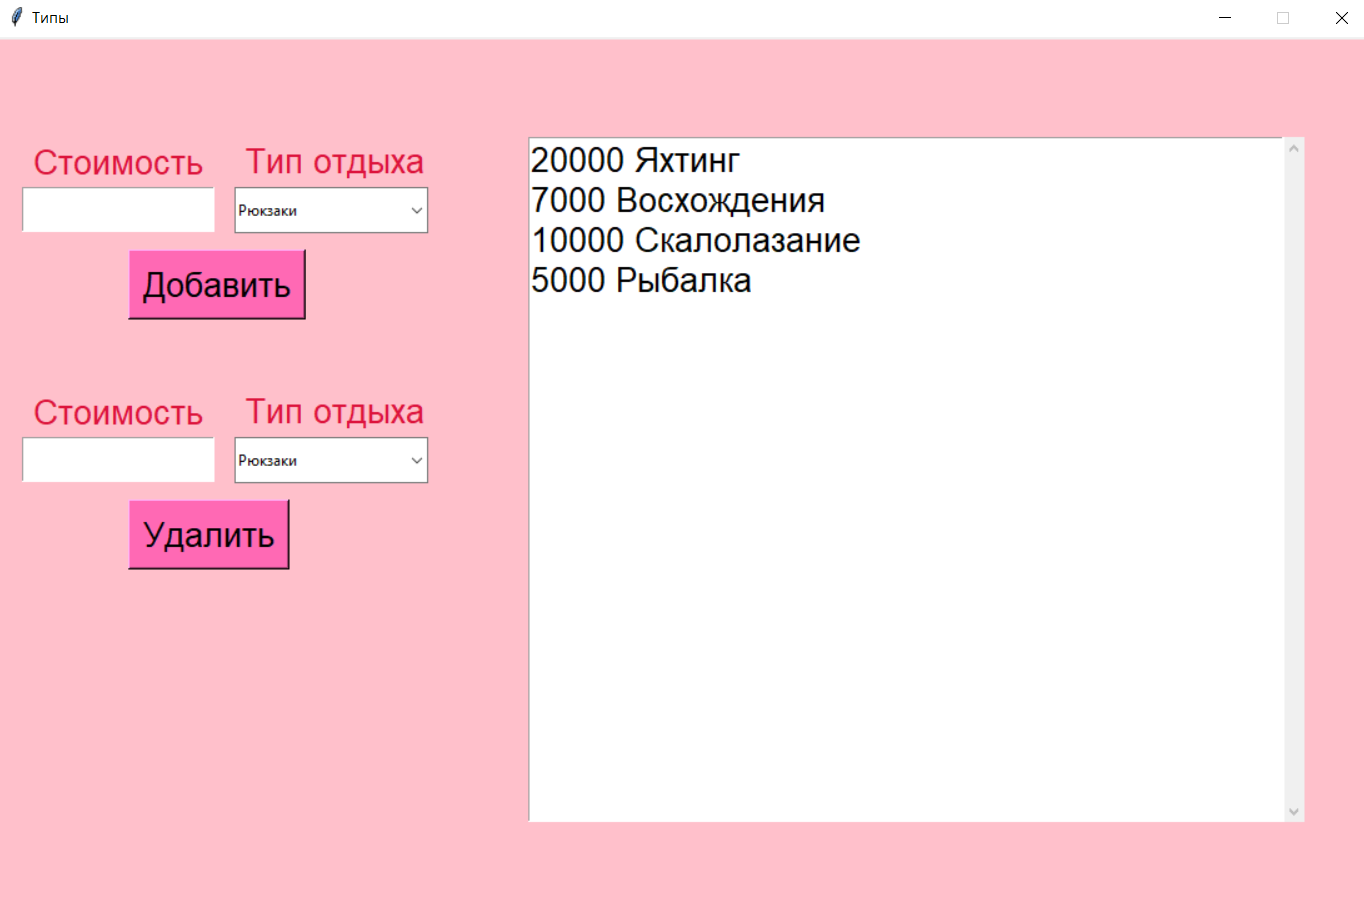 Типы
Стоимость
Тип отдыха
Рюкзаки
Добавить
Стоимость
Тип отдыха
Рюкзаки
Удалить
20000 Яхтинг
7000 Восхождения
10000 Скалолазание
5000 Рыбалка